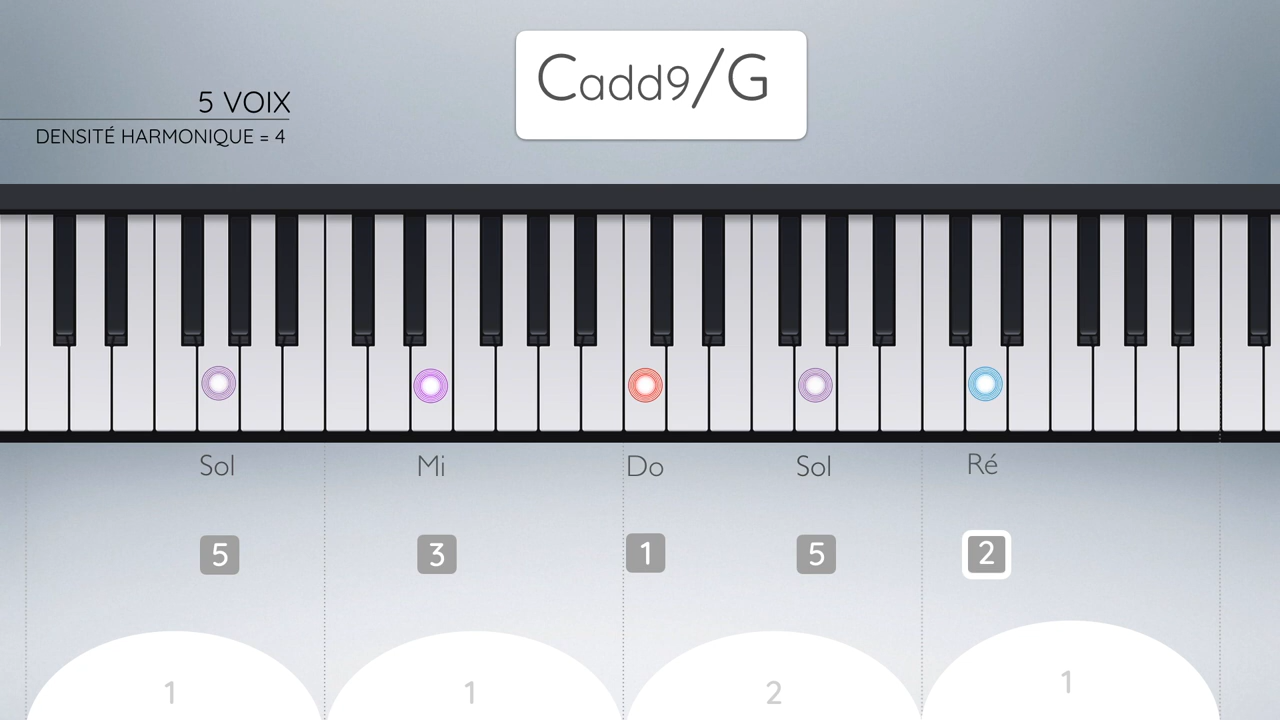 Cadd9/G
5 VOIX
DENSITÉ HARMONIQUE = 4
Sol Mi Do Sol Ré
5 3 1 5 2
1 1 2 1